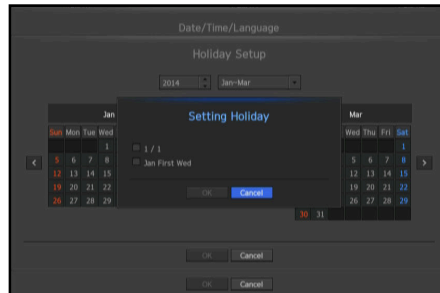 Date/Time/Language
Holiday Setup
2014 Jan~Mar
Setting Holiday
1 / 1
Jan First Wed
OK Cancel
Jan
Sun Mon Tue Wed
1
5 6 7 8
12 13 14 15
19 20 21 22
26 27 28 29
Mar
Wed Thu Fri Sat
1
5 6 7 8
12 13 14 15
19 20 21 22
26 27 28 29
30 31
OK Cancel
OK Cancel